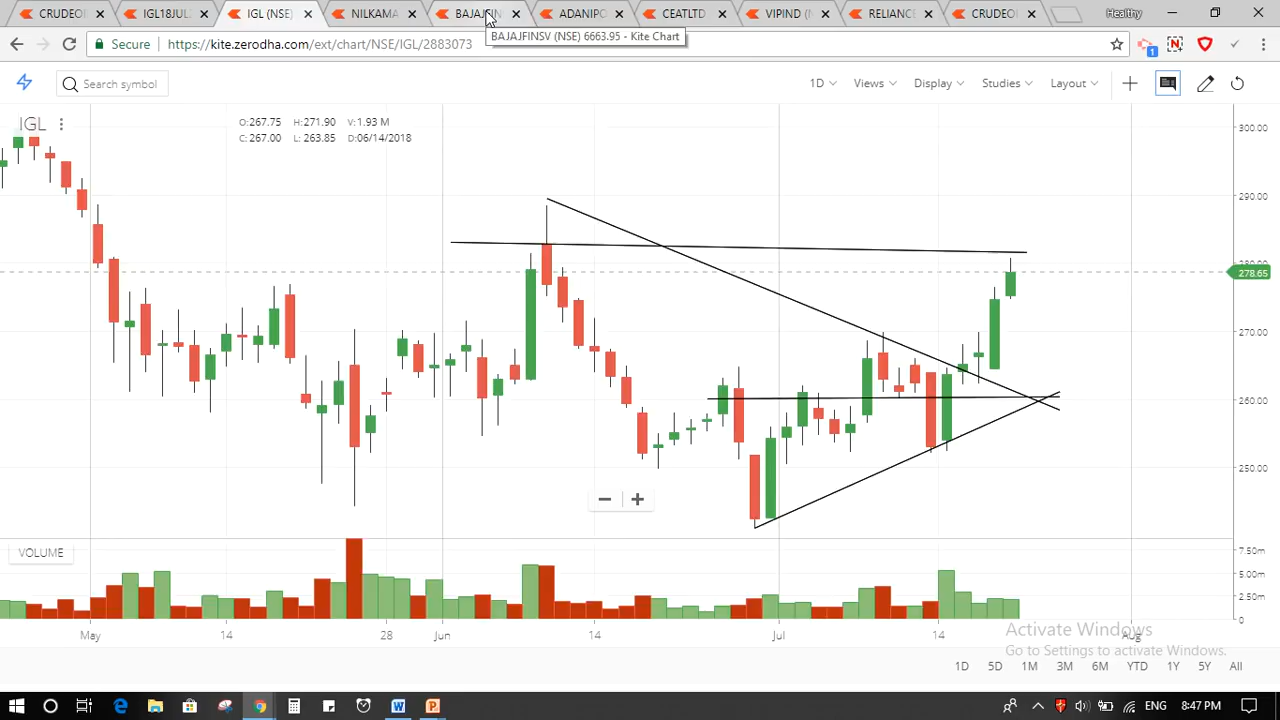 CRUDEOI
IGL18JUL
IGL (NSE)
NILKAMA
BAJAJFIN
ADANIPO
CEATLTD
VIPIND (N
RELIANCE
CRUDEOI
Healthy
Secure
https://kite.zerodha.com/ext/chart/NSE/IGL/2883073
BAJAJFINSV (NSE) 6663.95 - Kite Chart
1
Search symbol
1D
Views
Display
Studies
Layout
IGL
O:267.75 H:271.90 V:1.93 M
C:267.00 L: 263.85 D:06/14/2018
300.00
290.00
280.00
278.65
270.00
260.00
250.00
VOLUME
7.50m
5.00m
2.50m
0
May
14
28
Jun
14
Jul
14
Aug
Activate Windows
Go to Settings to activate Windows.
1D
5D
1M
3M
6M
YTD
1Y
5Y
All
ENG
8:47 PM